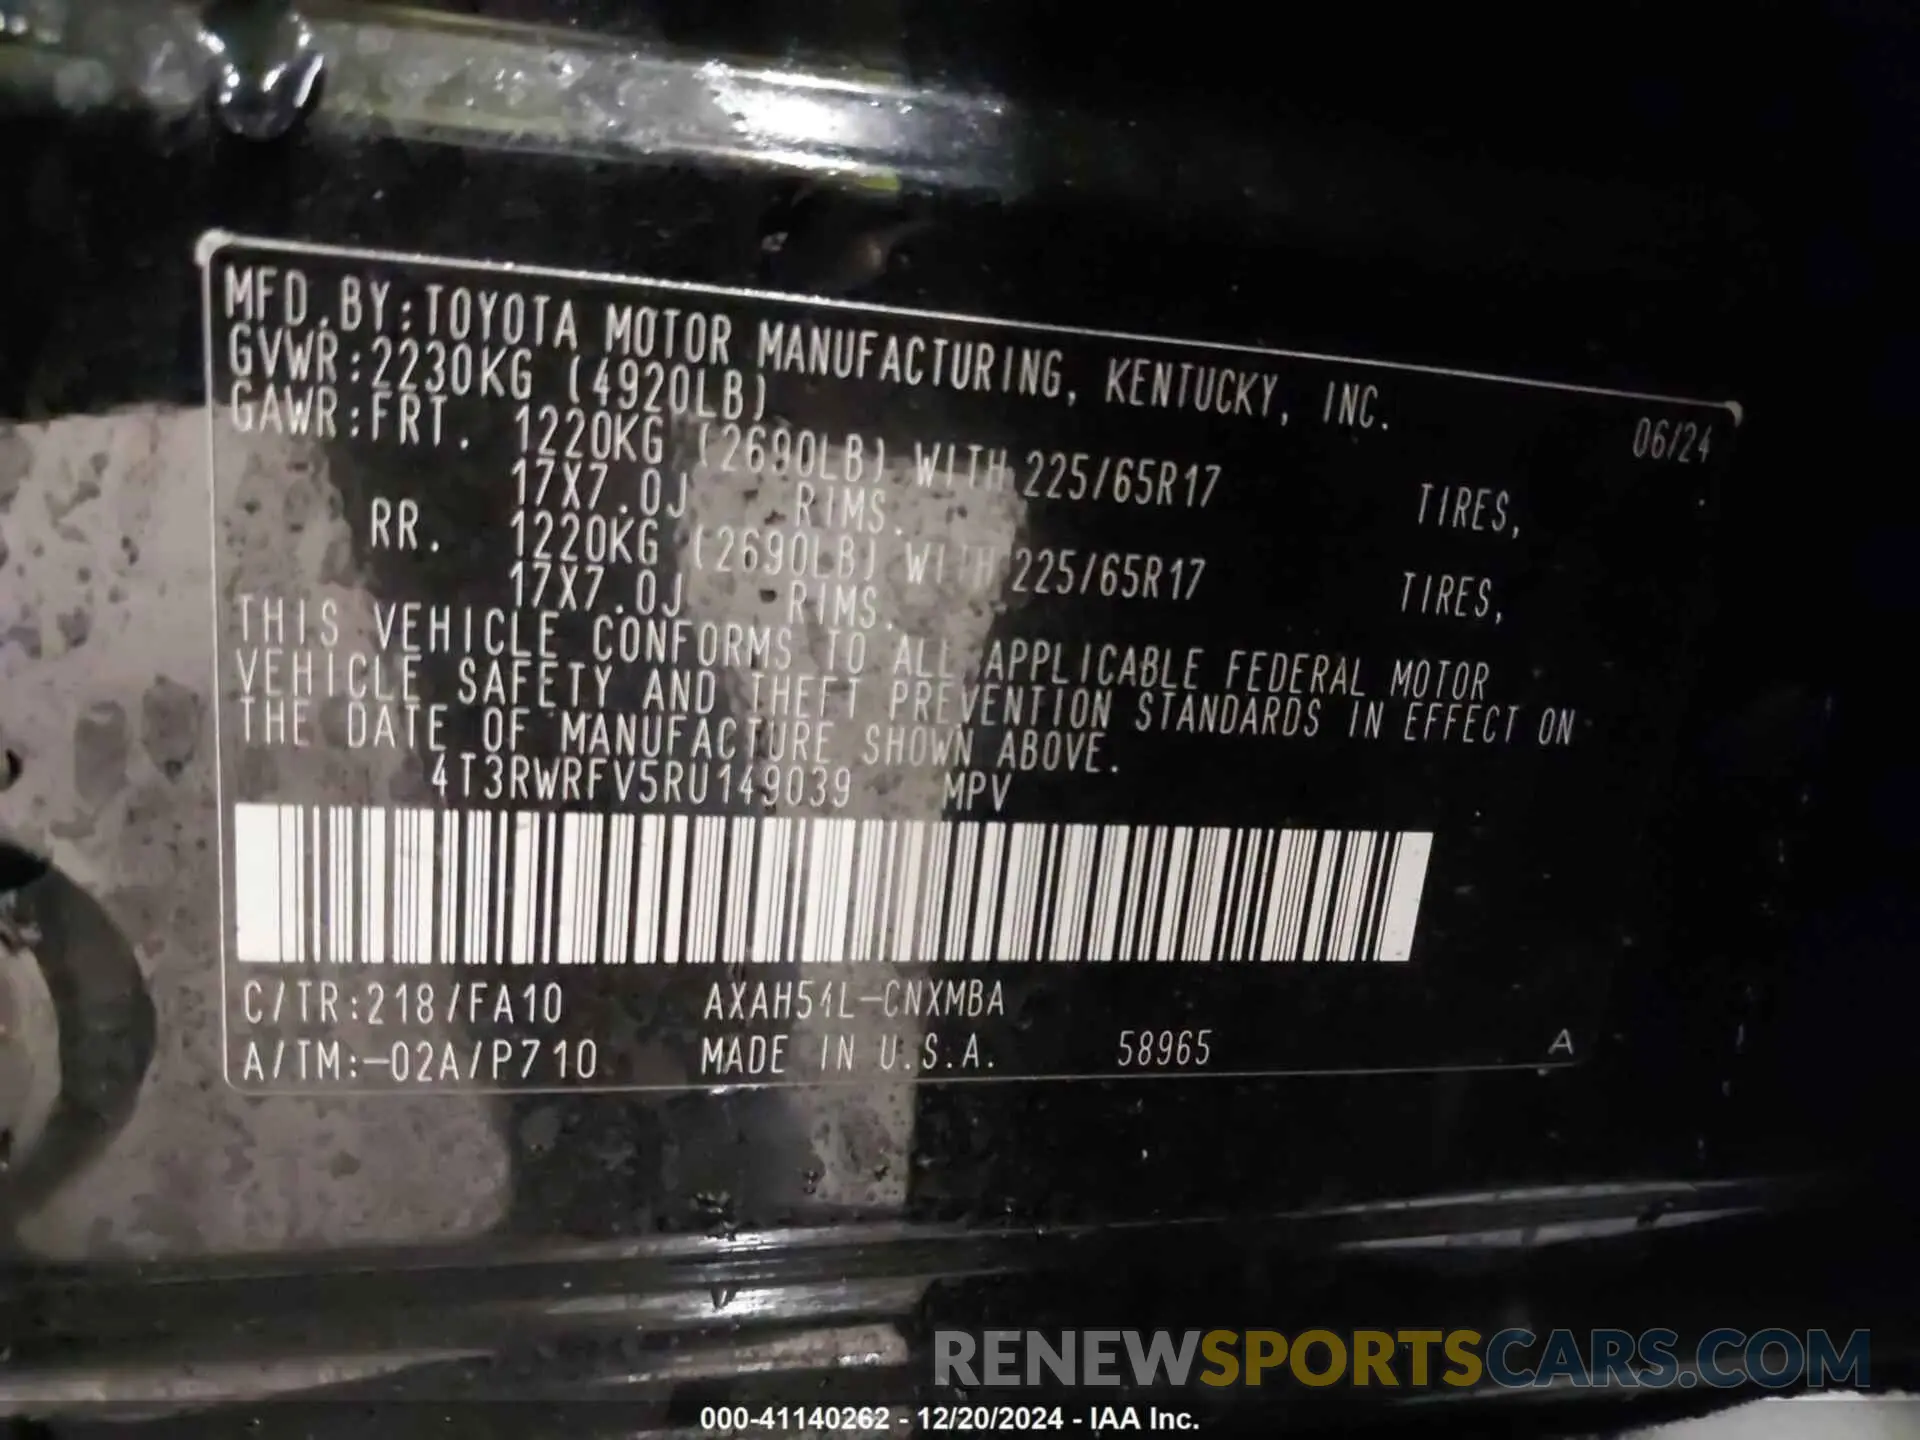 MFD.BY:TOYOTA MOTOR MANUFACTURING, KENTUCKY, INC. 06/24
GVWR:2230KG (4920LB)
GAWR:FRT. 1220KG (2690LB) WITH 225/65R17 TIRES,
17X7.0J RIMS.
RR. 1220KG (2690LB) WITH 225/65R17 TIRES,
17X7.0J RIMS.
THIS VEHICLE CONFORMS TO ALL APPLICABLE FEDERAL MOTOR
VEHICLE SAFETY AND THEFT PREVENTION STANDARDS IN EFFECT ON
THE DATE OF MANUFACTURE SHOWN ABOVE.
4T3RWRFV5RU149039 MPV
C/TR:218/FA10 AXAH54L-CNXMBA
A/TM:-02A/P710 MADE IN U.S.A. 58965 A
RENEWSPORTSCARS.COM
000-41140262 - 12/20/2024 - IAA Inc.